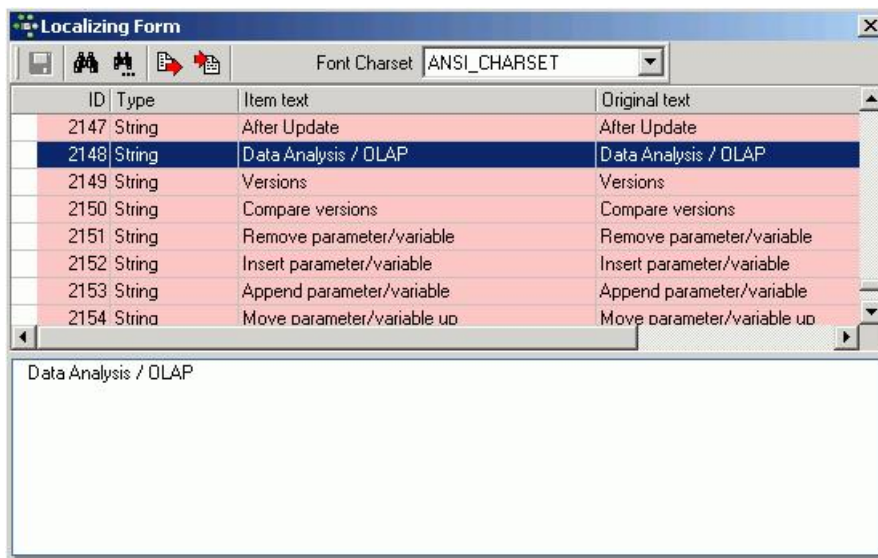 Localizing Form
Font Charset ANSI_CHARSET
ID Type Item text Original text
2147 String After Update After Update
2148 String Data Analysis / OLAP Data Analysis / OLAP
2149 String Versions Versions
2150 String Compare versions Compare versions
2151 String Remove parameter/variable Remove parameter/variable
2152 String Insert parameter/variable Insert parameter/variable
2153 String Append parameter/variable Append parameter/variable
2154 String Move parameter/variable up Move parameter/variable up
Data Analysis / OLAP